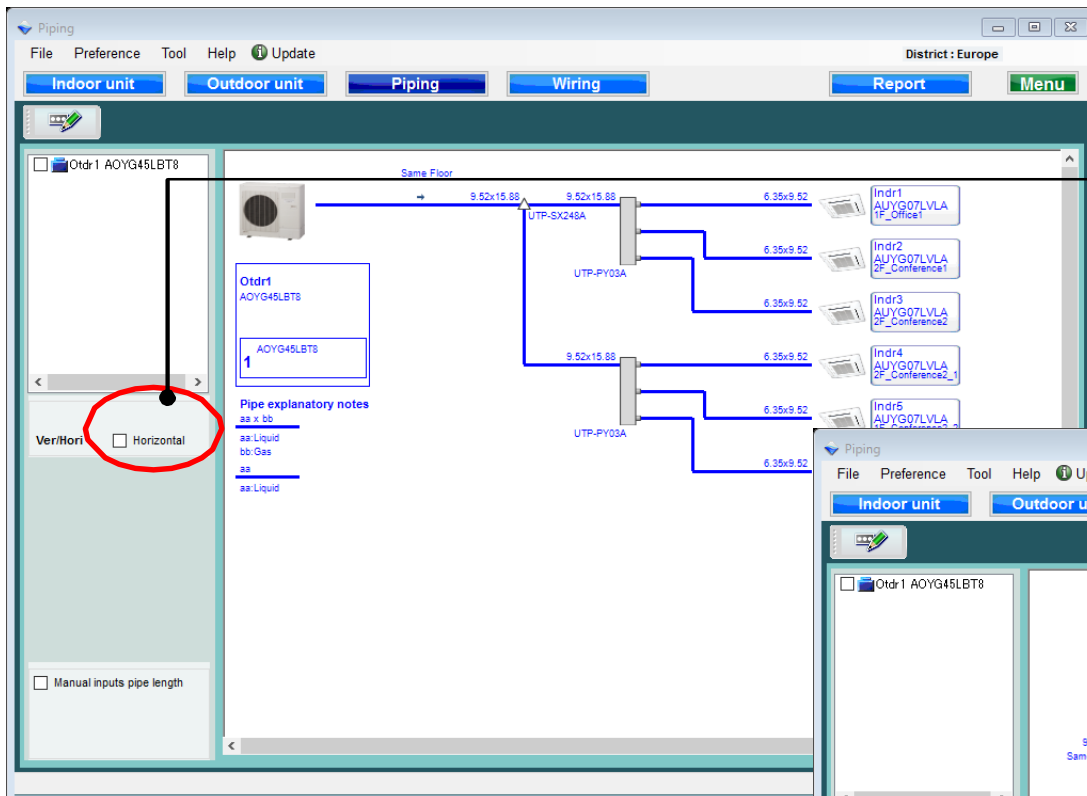 Piping
File Preference Tool Help Update
District : Europe
Indoor unit Outdoor unit Piping Wiring Report Menu
Otdr1 AOYG45LBT8
Same Floor
9.52x15.88
9.52x15.88
6.35x9.52
Indr1
AUYG07LVLA
1F_Office1
UTP-SX248A
6.35x9.52
Indr2
AUYG07LVLA
2F_Conference1
UTP-PY03A
Otdr1
AOYG45LBT8
6.35x9.52
Indr3
AUYG07LVLA
2F_Conference2
AOYG45LBT8
1
9.52x15.88
6.35x9.52
Indr4
AUYG07LVLA
2F_Conference2_1
Pipe explanatory notes
aa x bb
aa:Liquid
bb:Gas
aa
aa:Liquid
6.35x9.52
Indr5
AUYG07LVLA
UTP-PY03A
6.35x9.52
Ver/Hori Horizontal
Manual inputs pipe length
Piping
File Preference Tool Help U
Indoor unit Outdoor u
Otdr1 AOYG45LBT8
9
Sam